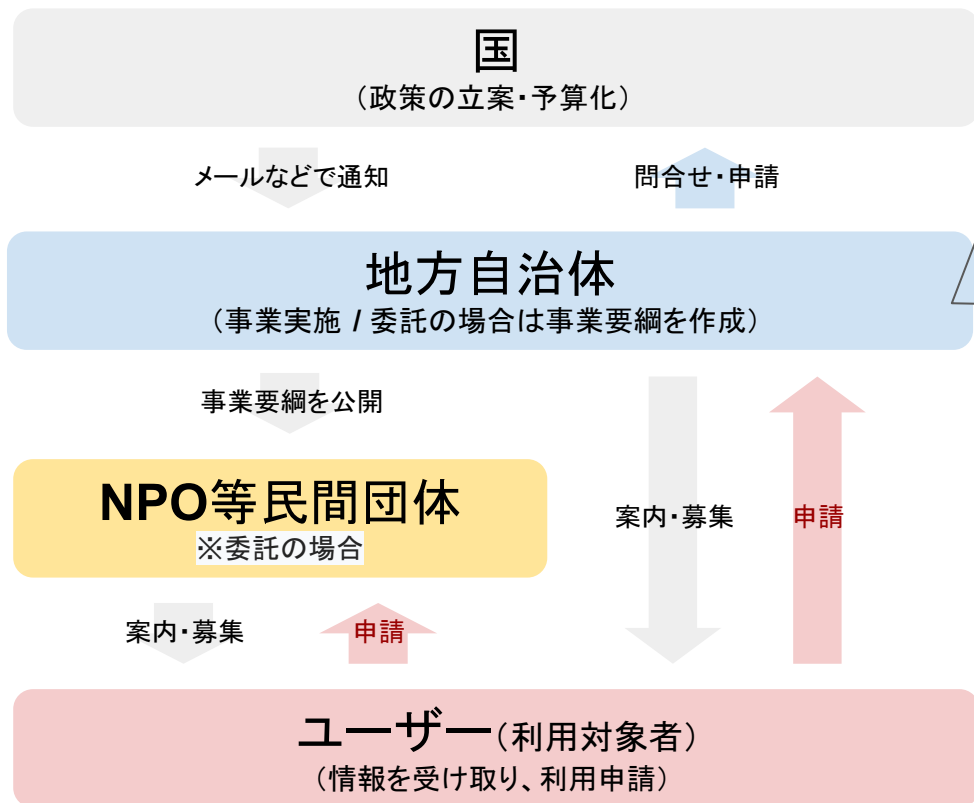 国
（政策の立案・予算化）
メールなどで通知
問合せ・申請
地方自治体
（事業実施 / 委託の場合は事業要綱を作成）
事業要綱を公開
NPO等民間団体
※委託の場合
案内・募集
申請
案内・募集
申請
ユーザー（利用対象者）
（情報を受け取り、利用申請）